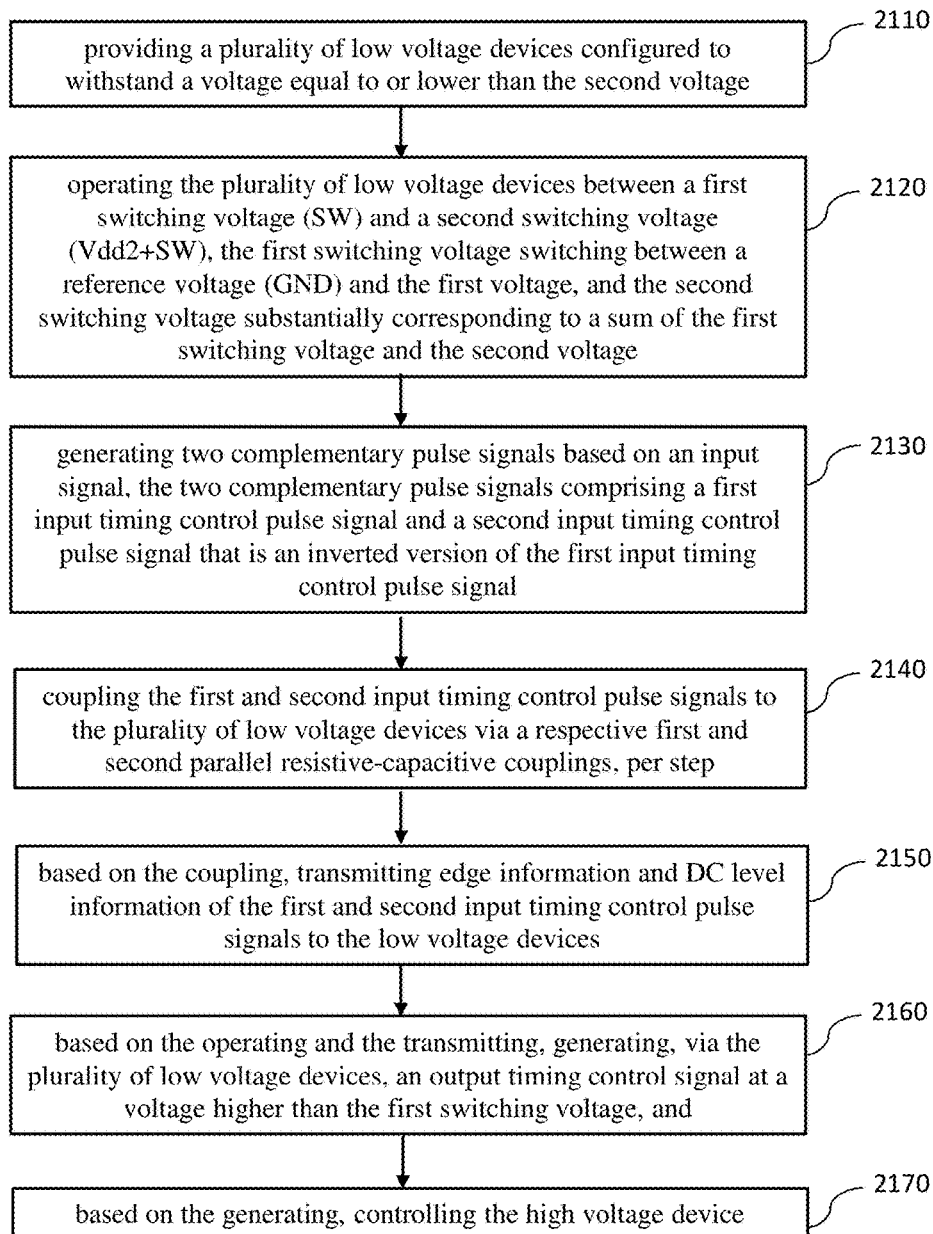 2110
providing a plurality of low voltage devices configured to
withstand a voltage equal to or lower than the second voltage
2120
operating the plurality of low voltage devices between a first
switching voltage (SW) and a second switching voltage
(Vdd2+SW), the first switching voltage switching between a
reference voltage (GND) and the first voltage, and the second
switching voltage substantially corresponding to a sum of the first
switching voltage and the second voltage
2130
generating two complementary pulse signals based on an input
signal, the two complementary pulse signals comprising a first
input timing control pulse signal and a second input timing control
pulse signal that is an inverted version of the first input timing
control pulse signal
2140
coupling the first and second input timing control pulse signals to
the plurality of low voltage devices via a respective first and
second parallel resistive-capacitive couplings, per step
2150
based on the coupling, transmitting edge information and DC level
information of the first and second input timing control pulse
signals to the low voltage devices
2160
based on the operating and the transmitting, generating, via the
plurality of low voltage devices, an output timing control signal at a
voltage higher than the first switching voltage, and
2170
based on the generating, controlling the high voltage device